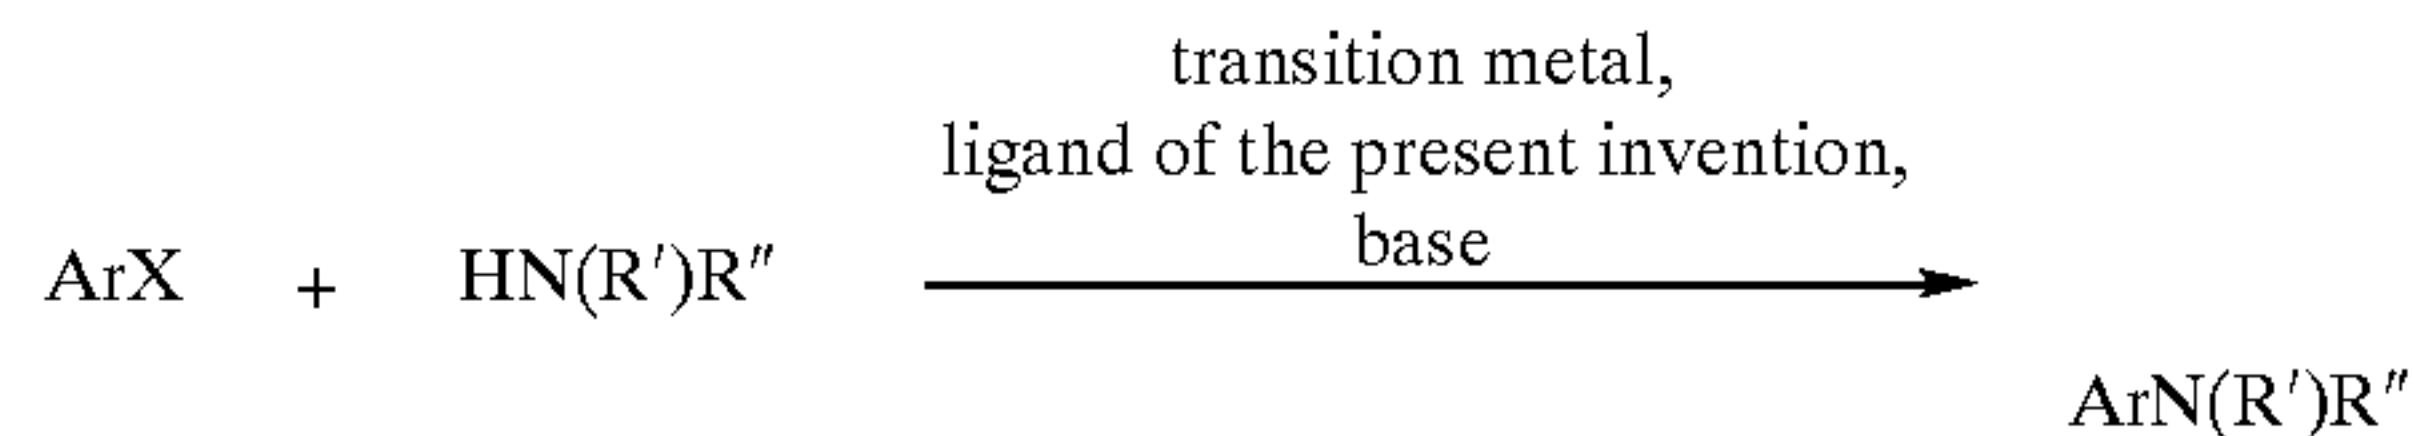 transition metal,
ligand of the present invention,
base
ArX + HN(R′)R″
ArN(R′)R″